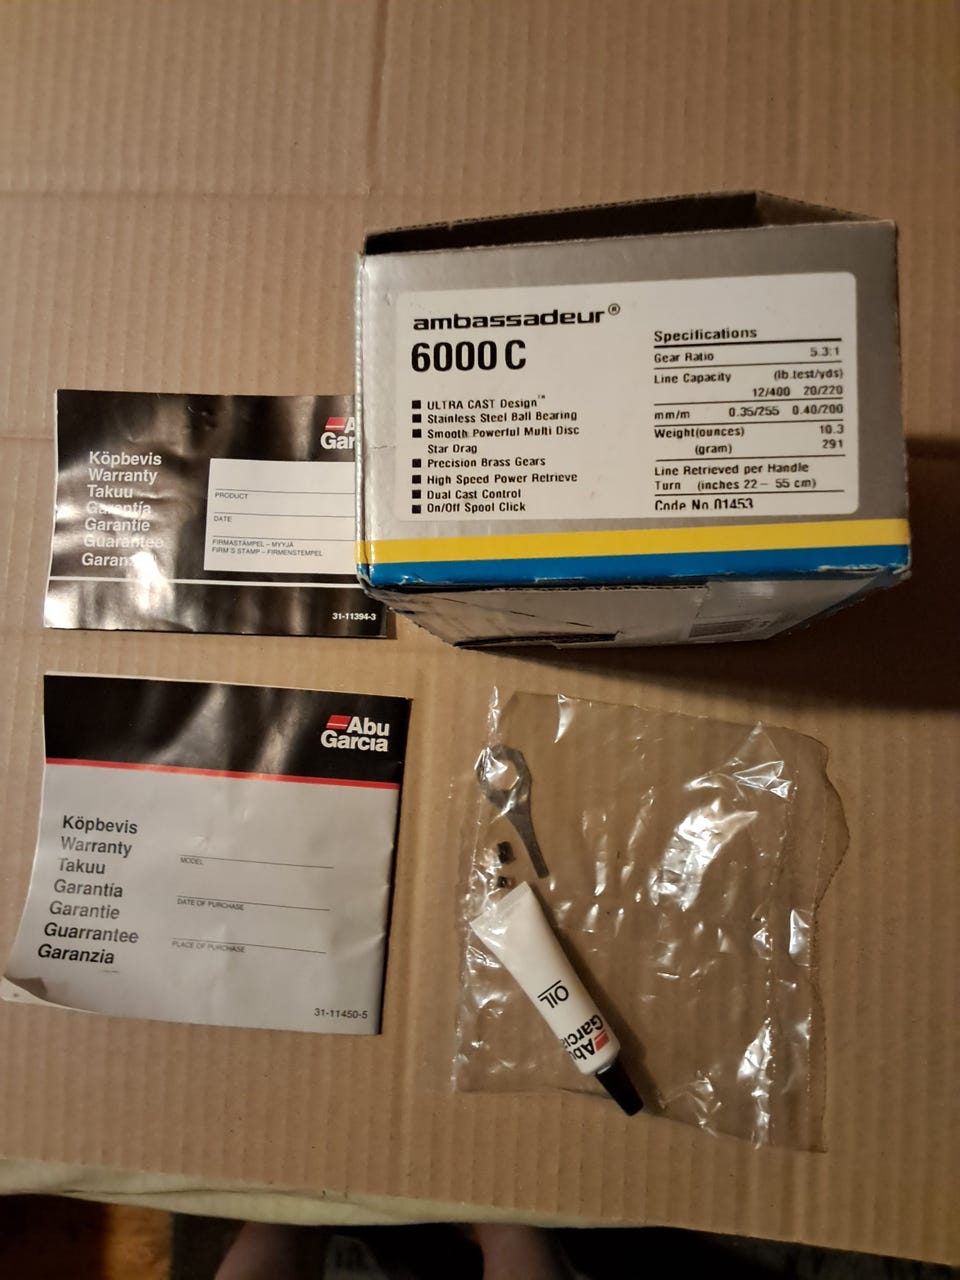 ambassadeur®
6000 C
ULTRA CAST Design™
Stainless Steel Ball Bearing
Smooth Powerful Multi Disc
Star Drag
Precision Brass Gears
High Speed Power Retrieve
Dual Cast Control
On/Off Spool Click
Specifications
Gear Ratio 5.3:1
Line Capacity (lb.test/yds)
12/400 20/220
mm/m 0.35/255 0.40/200
Weight(ounces) 10.3
(gram) 291
Line Retrieved per Handle
Turn (inches 22 – 55 cm)
Code No.01453
Köpbevis
Warranty
Takuu
Garantía
Garantie
Guarantee
PRODUCT
DATE
FIRMASTÄMPEL – MYYJÄ
FIRM'S STAMP – FIRMENSTEMPEL
31-11394-3
Abu
Garcia
Köpbevis
Warranty
Takuu
Garantía
Garantie
Guarrantee
Garanzia
MODEL
DATE OF PURCHASE
PLACE OF PURCHASE
31-11450-5
OIL
Abu
Garcia